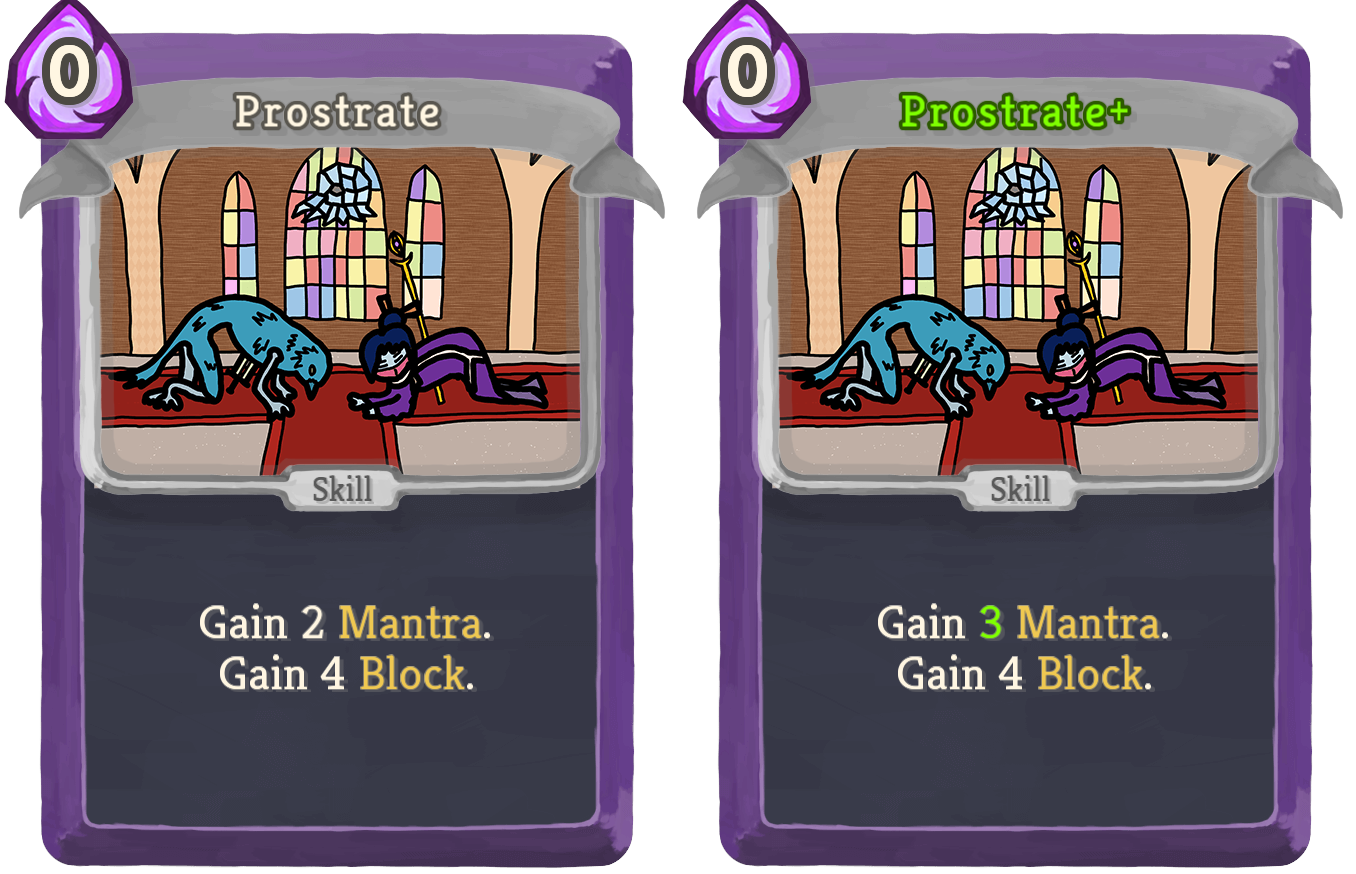 0
Prostrate
Skill
Gain 2 Mantra.
Gain 4 Block.
0
Prostrate+
Skill
Gain 3 Mantra.
Gain 4 Block.